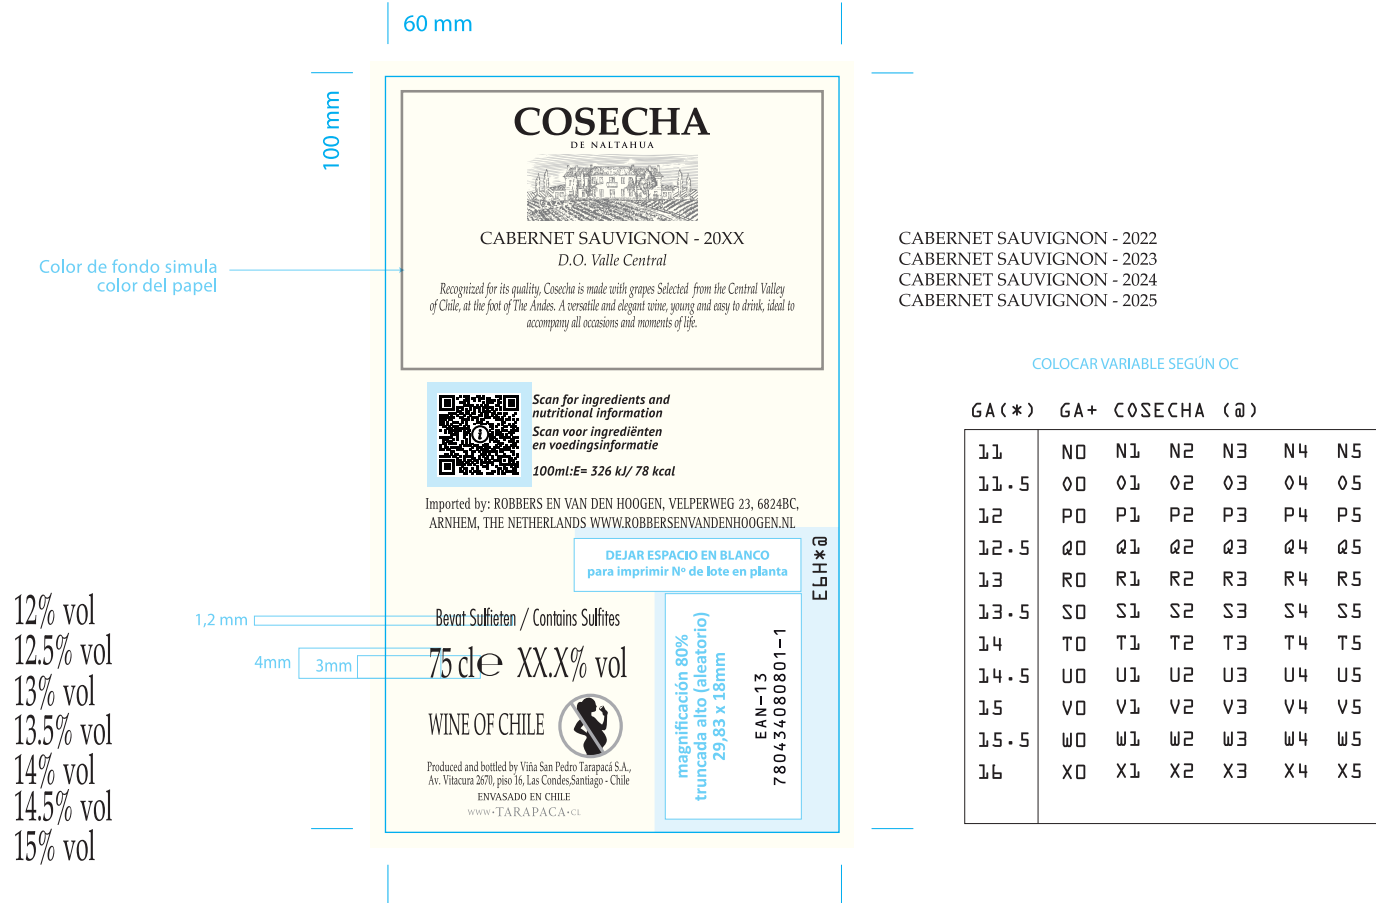 60 mm
100 mm
COSECHA
DE NALTAHUA
CABERNET SAUVIGNON - 20XX
D.O. Valle Central
Recognized for its quality, Cosecha is made with grapes Selected from the Central Valley
of Chile, at the foot of The Andes. A versatile and elegant wine, young and easy to drink, ideal to
accompany all occasions and moments of life.
Color de fondo simula
color del papel
Scan for ingredients and
nutritional information
Scan voor ingrediënten
en voedingsinformatie
100ml:E= 326 kJ/ 78 kcal
Imported by: ROBBERS EN VAN DEN HOOGEN, VELPERWEG 23, 6824BC,
ARNHEM, THE NETHERLANDS WWW.ROBBERSENVANDENHOOGEN.NL
DEJAR ESPACIO EN BLANCO
para imprimir Nº de lote en planta
E6H*@
1,2 mm
Bevat Sulfieten / Contains Sulfites
4mm
3mm
75 cl e XX.X% vol
WINE OF CHILE
Produced and bottled by Viña San Pedro Tarapacá S.A.,
Av. Vitacura 2670, piso 16, Las Condes,Santiago - Chile
ENVASADO EN CHILE
WWW•TARAPACA•CL
magnificación 80%
truncada alto (aleatorio)
29,83 x 18mm
EAN-13
780434080801-1
12% vol
12.5% vol
13% vol
13.5% vol
14% vol
14.5% vol
15% vol
CABERNET SAUVIGNON - 2022
CABERNET SAUVIGNON - 2023
CABERNET SAUVIGNON - 2024
CABERNET SAUVIGNON - 2025
COLOCAR VARIABLE SEGÚN OC
GA(*) GA+ COSECHA (@)
11 N0 N1 N2 N3 N4 N5
11.5 O0 O1 O2 O3 O4 O5
12 P0 P1 P2 P3 P4 P5
12.5 Q0 Q1 Q2 Q3 Q4 Q5
13 R0 R1 R2 R3 R4 R5
13.5 S0 S1 S2 S3 S4 S5
14 T0 T1 T2 T3 T4 T5
14.5 U0 U1 U2 U3 U4 U5
15 V0 V1 V2 V3 V4 V5
15.5 W0 W1 W2 W3 W4 W5
16 X0 X1 X2 X3 X4 X5